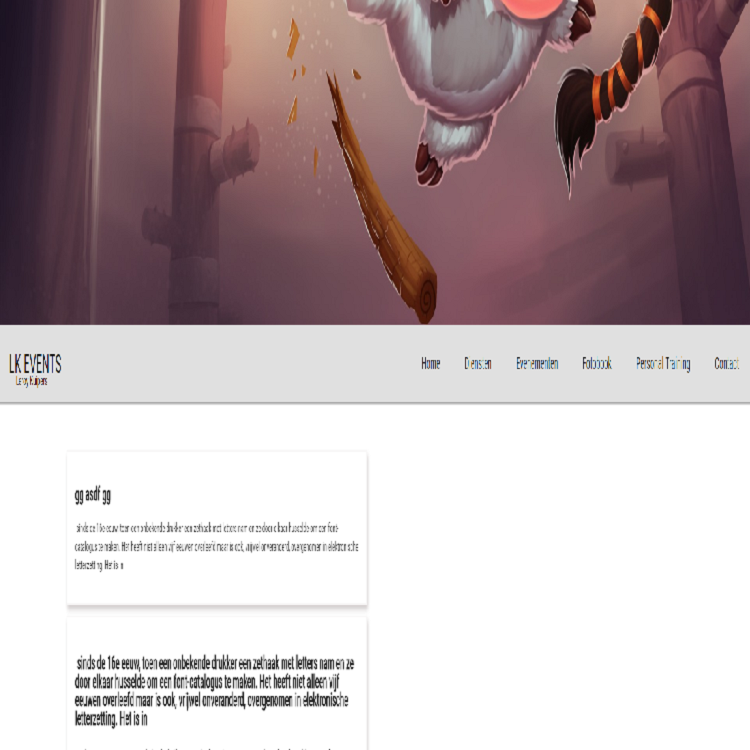 LK EVENTS
Leroy Kuipers
Home Diensten Evenementen Fotoboek Personal Training Contact
gg asdf gg
sinds de 16e eeuw, toen een onbekende drukker een zethaak met letters nam en ze door elkaar husselde om een font-
catalogus te maken. Het heeft niet alleen vijf eeuwen overleefd maar is ook, vrijwel onveranderd, overgenomen in elektronische
letterzetting. Het is in
sinds de 16e eeuw, toen een onbekende drukker een zethaak met letters nam en ze
door elkaar husselde om een font-catalogus te maken. Het heeft niet alleen vijf
eeuwen overleefd maar is ook, vrijwel onveranderd, overgenomen in elektronische
letterzetting. Het is in